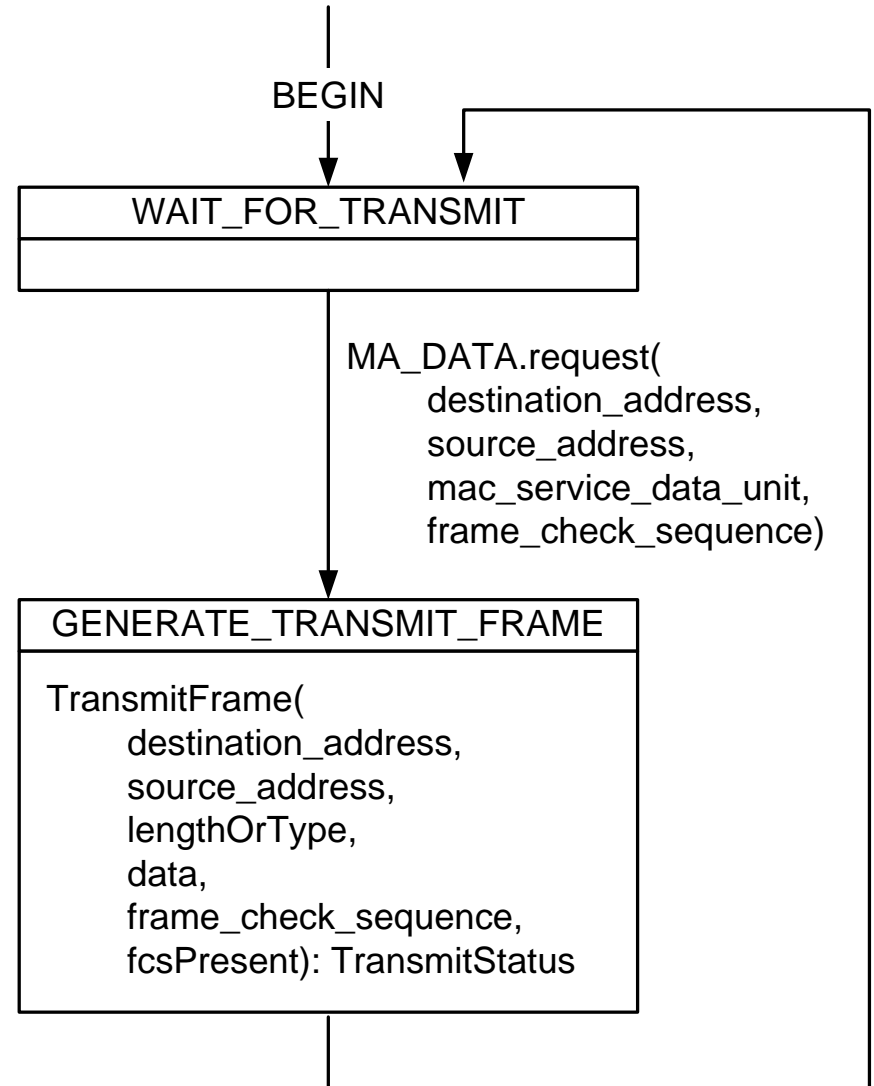 BEGIN
WAIT_FOR_TRANSMIT
MA_DATA.request(
destination_address,
source_address,
mac_service_data_unit,
frame_check_sequence)
GENERATE_TRANSMIT_FRAME
TransmitFrame(
destination_address,
source_address,
lengthOrType,
data,
frame_check_sequence,
fcsPresent): TransmitStatus